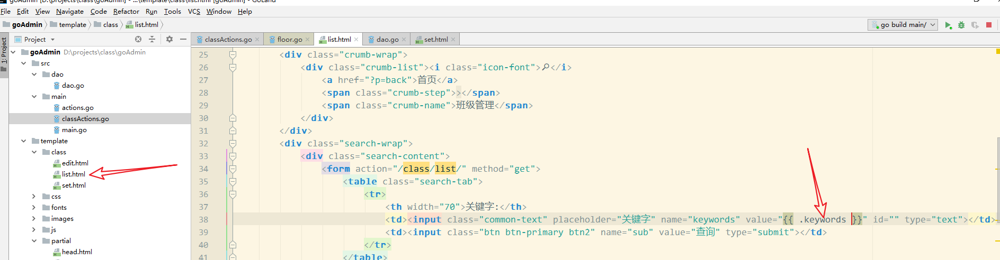 goAdmin [D:\projects\class\goAdmin] - ...\template\class\list.html [goAdmin] - GoLand
File Edit View Navigate Code Refactor Run Tools VCS Window Help
goAdmin template class list.html go build main/
1: Project
Project
classActions.go floor.go list.html dao.go set.html
goAdmin D:\projects\class\goAdmin
src
dao
dao.go
main
actions.go
classActions.go
main.go
template
class
edit.html
list.html
set.html
css
fonts
images
js
partial
head.html
25 <div class="crumb-wrap">
26 <div class="crumb-list"><i class="icon-font"></i>
27 <a href="?p=back">首页</a>
28 <span class="crumb-step">></span>
29 <span class="crumb-name">班级管理</span>
30 </div>
31 </div>
32 <div class="search-wrap">
33 <div class="search-content">
34 <form action="/class/list/" method="get">
35 <table class="search-tab">
36 <tr>
37 <th width="70">关键字:</th>
38 <td><input class="common-text" placeholder="关键字" name="keywords" value="{{ .keywords }}" id="" type="text"></td>
39 <td><input class="btn btn-primary btn2" name="sub" value="查询" type="submit"></td>
40 </tr>
41 </table>